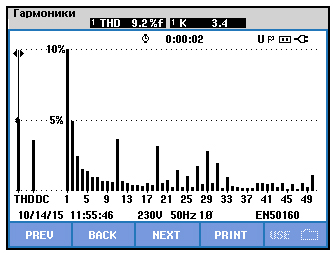 Гармоники
1 THD 9.2%f 1 K 3.4
0:00:02 U
10%
5%
THDDC 1 5 9 13 17 21 25 29 33 37 41 45 49
10/14/15 11:55:46 230V 50Hz 1Ø EN50160
PREV BACK NEXT PRINT USE